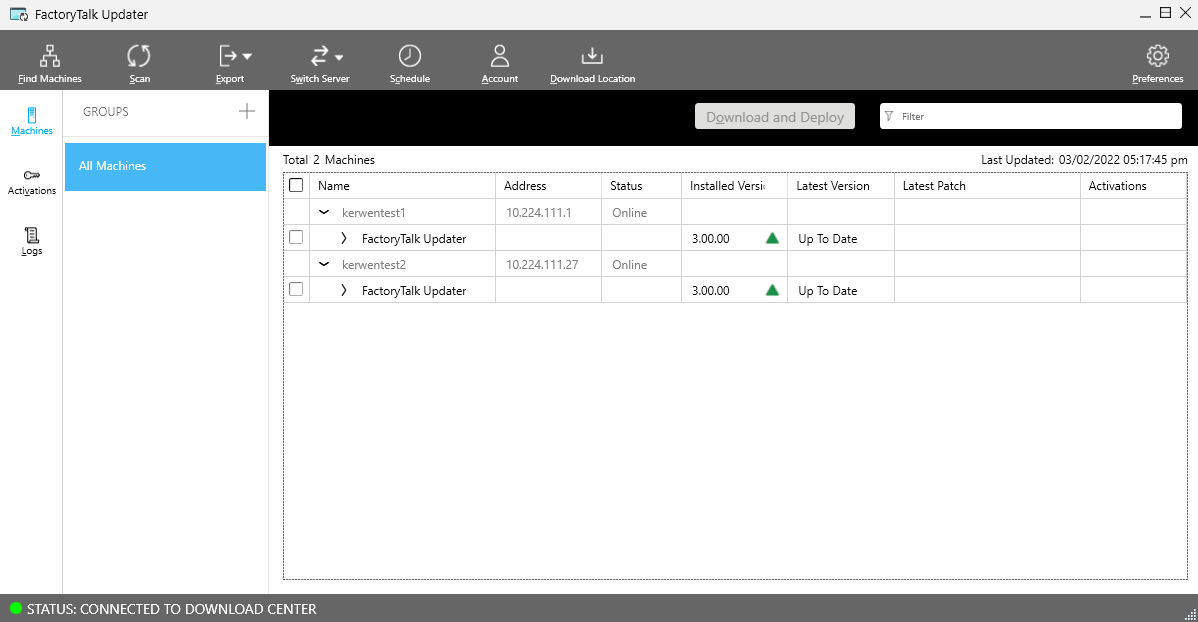 FactoryTalk Updater
Find Machines Scan Export Switch Server Schedule Account Download Location Preferences
Machines
Activations
Logs
GROUPS
All Machines
Download and Deploy Filter
Total 2 Machines Last Updated: 03/02/2022 05:17:45 pm
Name Address Status Installed Versi Latest Version Latest Patch Activations
kerwentest1 10.224.111.1 Online
FactoryTalk Updater 3.00.00 Up To Date
kerwentest2 10.224.111.27 Online
FactoryTalk Updater 3.00.00 Up To Date
STATUS: CONNECTED TO DOWNLOAD CENTER